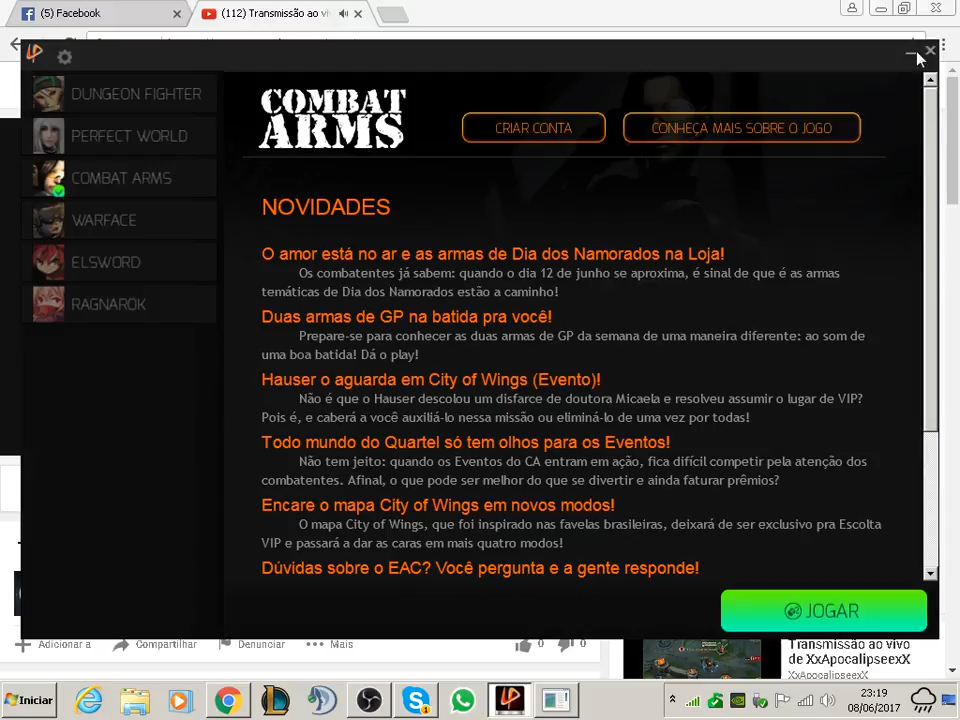 (5) Facebook
(112) Transmissão ao vi
DUNGEON FIGHTER
PERFECT WORLD
COMBAT ARMS
WARFACE
ELSWORD
RAGNAROK
COMBAT
ARMS
CRIAR CONTA
CONHEÇA MAIS SOBRE O JOGO
NOVIDADES
O amor está no ar e as armas de Dia dos Namorados na Loja!
Os combatentes já sabem: quando o dia 12 de junho se aproxima, é sinal de que é as armas
temáticas de Dia dos Namorados estão a caminho!
Duas armas de GP na batida pra você!
Prepare-se para conhecer as duas armas de GP da semana de uma maneira diferente: ao som de
uma boa batida! Dá o play!
Hauser o aguarda em City of Wings (Evento)!
Não é que o Hauser descolou um disfarce de doutora Micaela e resolveu assumir o lugar de VIP?
Pois é, e caberá a você auxiliá-lo nessa missão ou eliminá-lo de uma vez por todas!
Todo mundo do Quartel só tem olhos para os Eventos!
Não tem jeito: quando os Eventos do CA entram em ação, fica difícil competir pela atenção dos
combatentes. Afinal, o que pode ser melhor do que se divertir e ainda faturar prêmios?
Encare o mapa City of Wings em novos modos!
O mapa City of Wings, que foi inspirado nas favelas brasileiras, deixará de ser exclusivo pra Escolta
VIP e passará a dar as caras em mais quatro modos!
Dúvidas sobre o EAC? Você pergunta e a gente responde!
JOGAR
Adicionar a
Compartilhar
Denunciar
Mais
0
0
Transmissão ao vivo
de XxApocalipseexX
XxApocalipseexX
Iniciar
23:19
08/06/2017